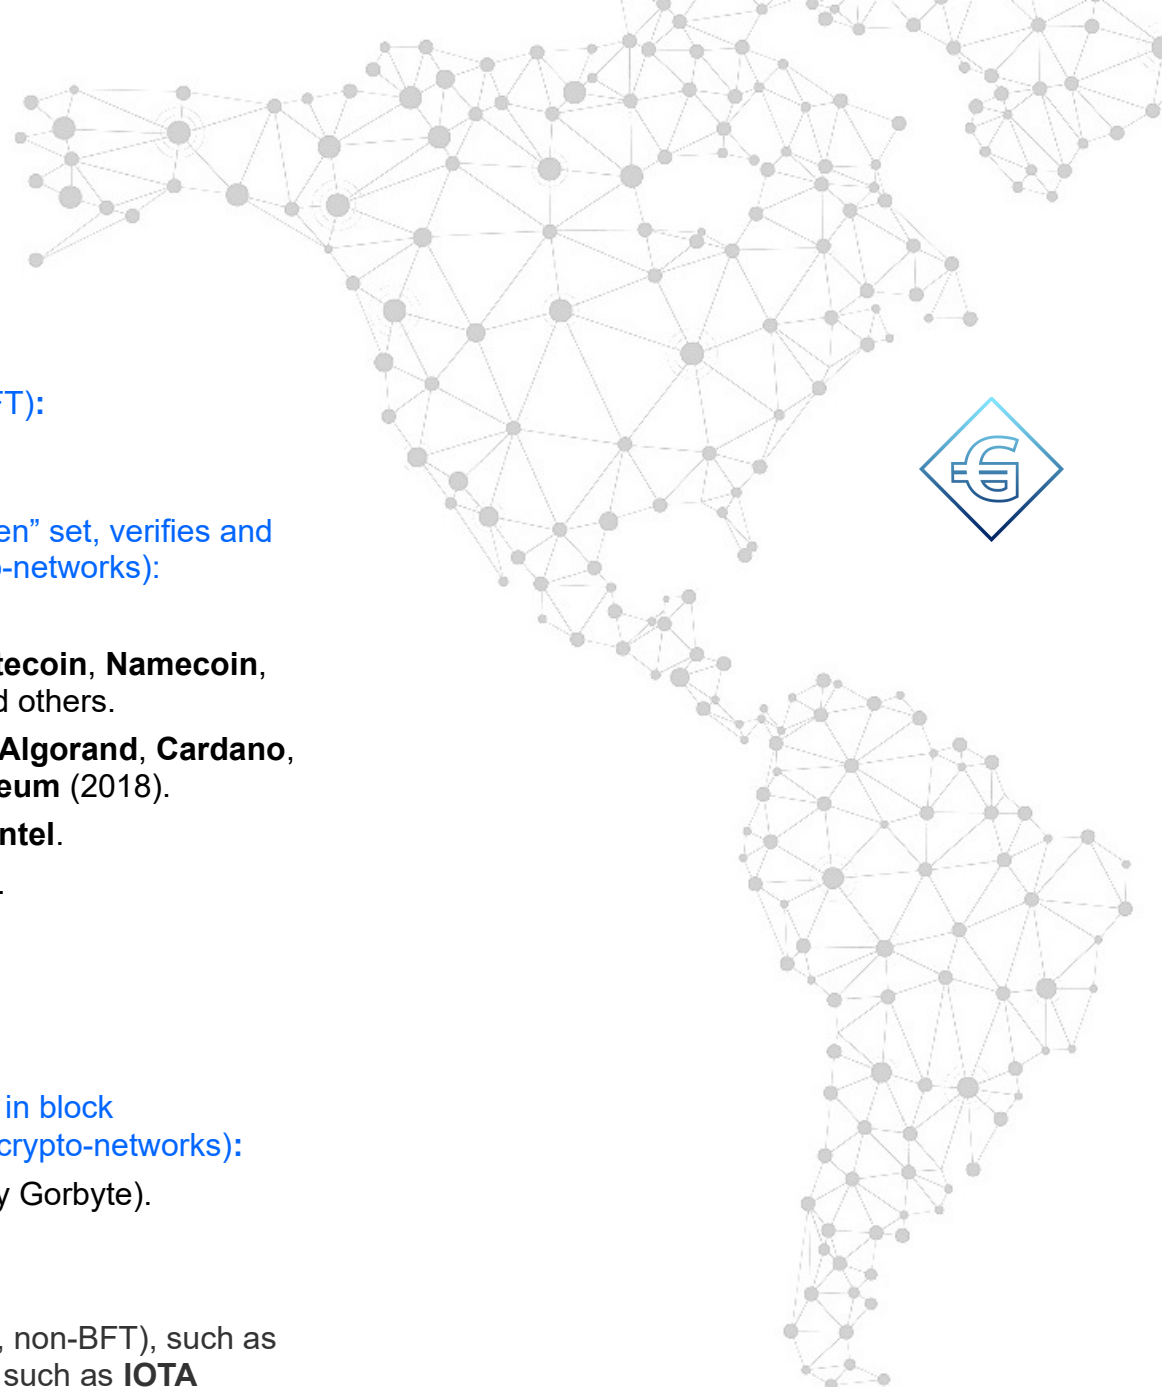 FT):
en” set, verifies and
o-networks):
tecoin, Namecoin,
d others.
Algorand, Cardano,
eum (2018).
ntel.
.
in block
crypto-networks):
y Gorbyte).
, non-BFT), such as
such as IOTA